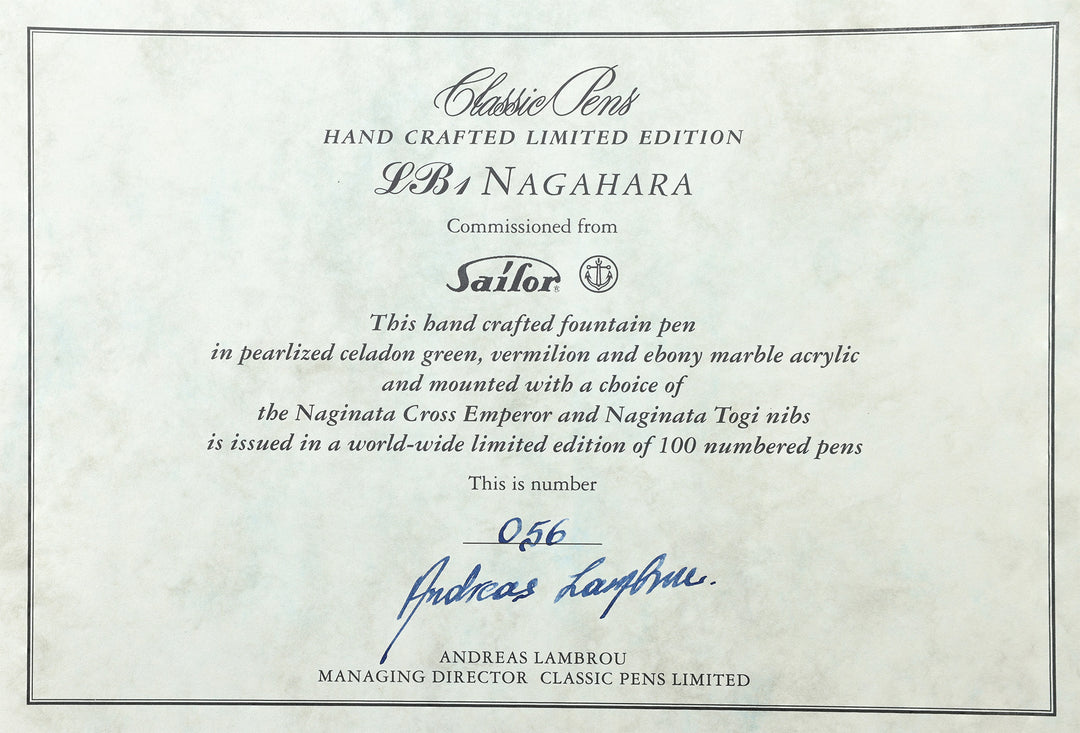 Classic Pens
HAND CRAFTED LIMITED EDITION
LB1 NAGAHARA
Commissioned from
Sailor®
This hand crafted fountain pen
in pearlized celadon green, vermilion and ebony marble acrylic
and mounted with a choice of
the Naginata Cross Emperor and Naginata Togi nibs
is issued in a world-wide limited edition of 100 numbered pens
This is number
056
Andreas Lambrou.
ANDREAS LAMBROU
MANAGING DIRECTOR CLASSIC PENS LIMITED